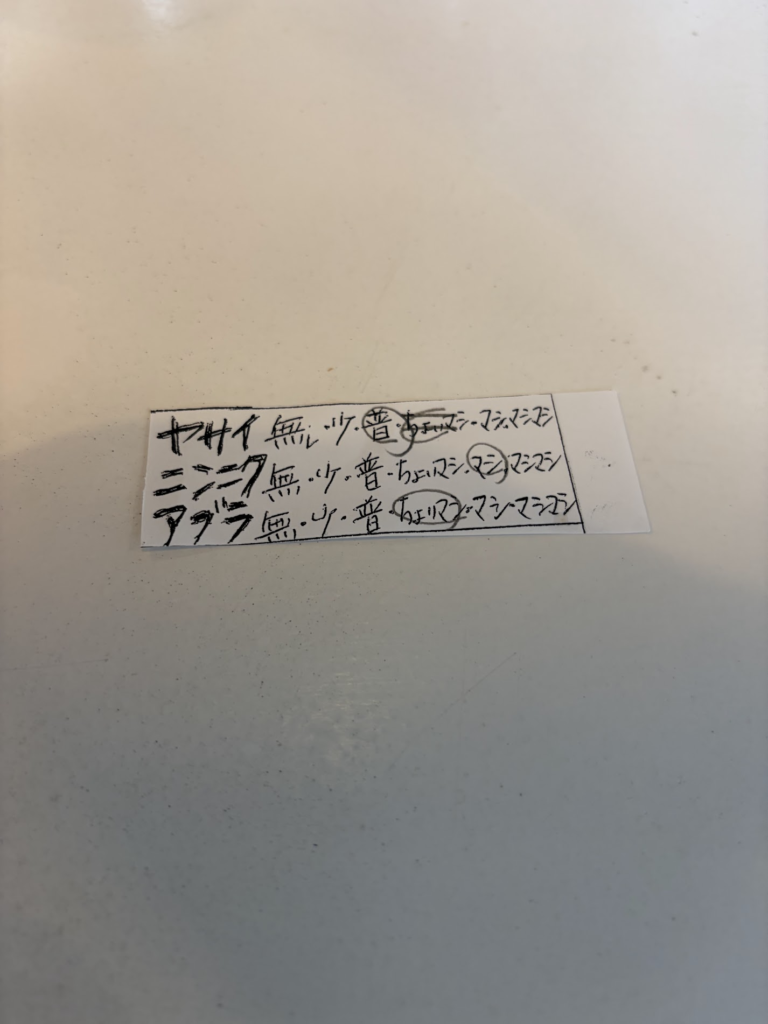 ヤサイ 無し・少・普・ちょいマシ・マシ・マシマシ
ニンニク 無・少・普・ちょいマシ・マシ・マシマシ
アブラ 無・少・普・ちょいマシ・マシ・マシマシ